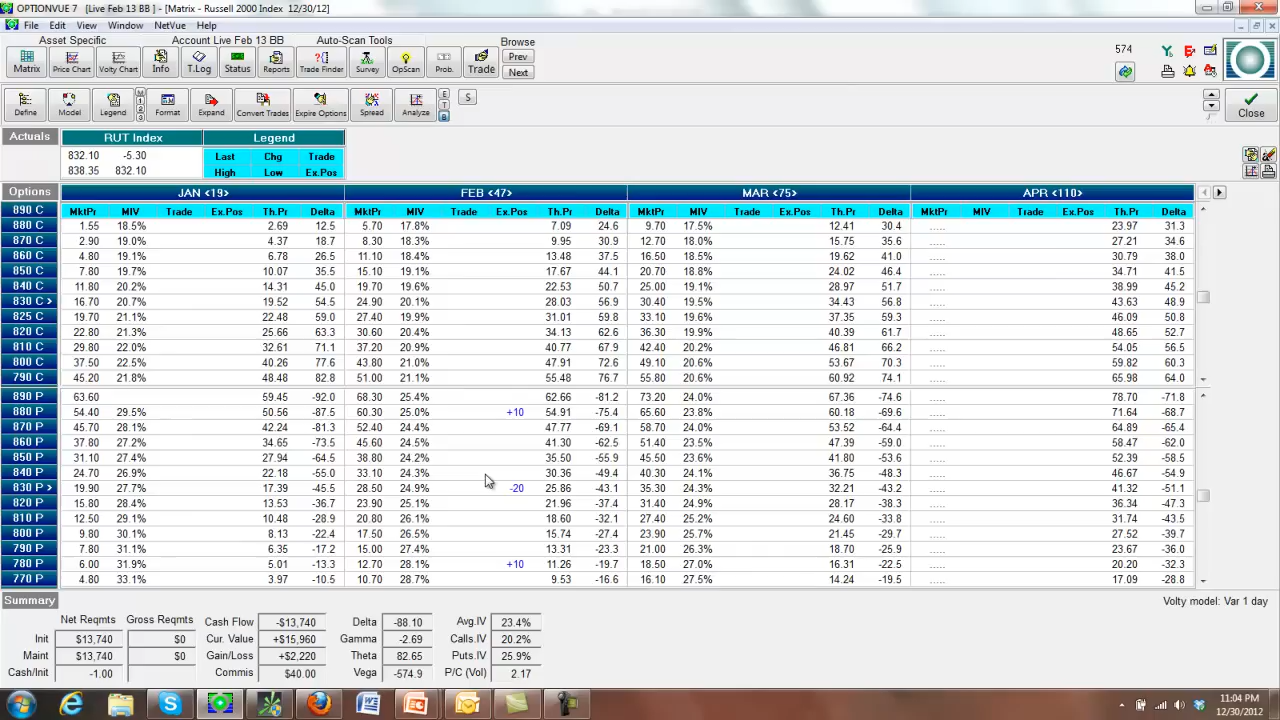 OPTIONVUE 7 [Live Feb 13 BB] - [Matrix - Russell 2000 Index 12/30/12]
File Edit View Window NetVue Help
Asset Specific Account Live Feb 13 BB Auto-Scan Tools Browse
Matrix Price Chart Volty Chart Info T.Log Status Reports Trade Finder Survey OpScan Prob. Trade Prev Next 574
Define Model Legend M 1 2 3 Format Expand Convert Trades Expire Options Spread Analyze E T B S Close
Actuals RUT Index Legend
832.10 -5.30 Last Chg Trade
838.35 832.10 High Low Ex.Pos
Options JAN <19> FEB <47> MAR <75> APR <110>
890 C MktPr MIV Trade Ex.Pos Th.Pr Delta MktPr MIV Trade Ex.Pos Th.Pr Delta MktPr MIV Trade Ex.Pos Th.Pr Delta MktPr MIV Trade Ex.Pos Th.Pr Delta
880 C 1.55 18.5% 2.69 12.5 5.70 17.8% 7.09 24.6 9.70 17.5% 12.41 30.4 ..... 23.97 31.3
870 C 2.90 19.0% 4.37 18.7 8.30 18.3% 9.95 30.9 12.70 18.0% 15.75 35.6 ..... 27.21 34.6
860 C 4.80 19.1% 6.78 26.5 11.10 18.4% 13.48 37.5 16.50 18.5% 19.62 41.0 ..... 30.79 38.0
850 C 7.80 19.7% 10.07 35.5 15.10 19.1% 17.67 44.1 20.70 18.8% 24.02 46.4 ..... 34.71 41.5
840 C 11.80 20.2% 14.31 45.0 19.70 19.6% 22.53 50.7 25.00 19.1% 28.97 51.7 ..... 38.99 45.2
830 C > 16.70 20.7% 19.52 54.5 24.90 20.1% 28.03 56.9 30.40 19.5% 34.43 56.8 ..... 43.63 48.9
825 C 19.70 21.1% 22.48 59.0 27.40 19.9% 31.01 59.8 33.10 19.6% 37.35 59.3 ..... 46.09 50.8
820 C 22.80 21.3% 25.66 63.3 30.60 20.4% 34.13 62.6 36.30 19.9% 40.39 61.7 ..... 48.65 52.7
810 C 29.80 22.0% 32.61 71.1 37.20 20.9% 40.77 67.9 42.40 20.2% 46.81 66.2 ..... 54.05 56.5
800 C 37.50 22.5% 40.26 77.6 43.80 21.0% 47.91 72.6 49.10 20.6% 53.67 70.3 ..... 59.82 60.3
790 C 45.20 21.8% 48.48 82.8 51.00 21.1% 55.48 76.7 55.80 20.6% 60.92 74.1 ..... 65.98 64.0
890 P 63.60 59.45 -92.0 68.30 25.4% 62.66 -81.2 73.20 24.0% 67.36 -74.6 ..... 78.70 -71.8
880 P 54.40 29.5% 50.56 -87.5 60.30 25.0% +10 54.91 -75.4 65.60 23.8% 60.18 -69.6 ..... 71.64 -68.7
870 P 45.70 28.1% 42.24 -81.3 52.40 24.4% 47.77 -69.1 58.70 24.0% 53.52 -64.4 ..... 64.89 -65.4
860 P 37.80 27.2% 34.65 -73.5 45.60 24.5% 41.30 -62.5 51.40 23.5% 47.39 -59.0 ..... 58.47 -62.0
850 P 31.10 27.4% 27.94 -64.5 38.80 24.2% 35.50 -55.9 45.50 23.6% 41.80 -53.6 ..... 52.39 -58.5
840 P 24.70 26.9% 22.18 -55.0 33.10 24.3% 30.36 -49.4 40.30 24.1% 36.75 -48.3 ..... 46.67 -54.9
830 P > 19.90 27.7% 17.39 -45.5 28.50 24.9% -20 25.86 -43.1 35.30 24.3% 32.21 -43.2 ..... 41.32 -51.1
820 P 15.80 28.4% 13.53 -36.7 23.90 25.1% 21.96 -37.4 31.40 24.9% 28.17 -38.3 ..... 36.34 -47.3
810 P 12.50 29.1% 10.48 -28.9 20.80 26.1% 18.60 -32.1 27.40 25.2% 24.60 -33.8 ..... 31.74 -43.5
800 P 9.80 30.1% 8.13 -22.4 17.50 26.5% 15.74 -27.4 23.90 25.7% 21.45 -29.7 ..... 27.52 -39.7
790 P 7.80 31.1% 6.35 -17.2 15.00 27.4% 13.31 -23.3 21.00 26.3% 18.70 -25.9 ..... 23.67 -36.0
780 P 6.00 31.9% 5.01 -13.3 12.70 28.1% +10 11.26 -19.7 18.50 27.0% 16.31 -22.5 ..... 20.20 -32.3
770 P 4.80 33.1% 3.97 -10.5 10.70 28.7% 9.53 -16.6 16.10 27.5% 14.24 -19.5 ..... 17.09 -28.8
Summary Volty model: Var 1 day
Net Reqmts Gross Reqmts Cash Flow -$13,740 Delta -88.10 Avg.IV 23.4%
Init $13,740 $0 Cur. Value +$15,960 Gamma -2.69 Calls.IV 20.2%
Maint $13,740 $0 Gain/Loss +$2,220 Theta 82.65 Puts.IV 25.9%
Cash/Init -1.00 Commis $40.00 Vega -574.9 P/C (Vol) 2.17
11:04 PM
12/30/2012